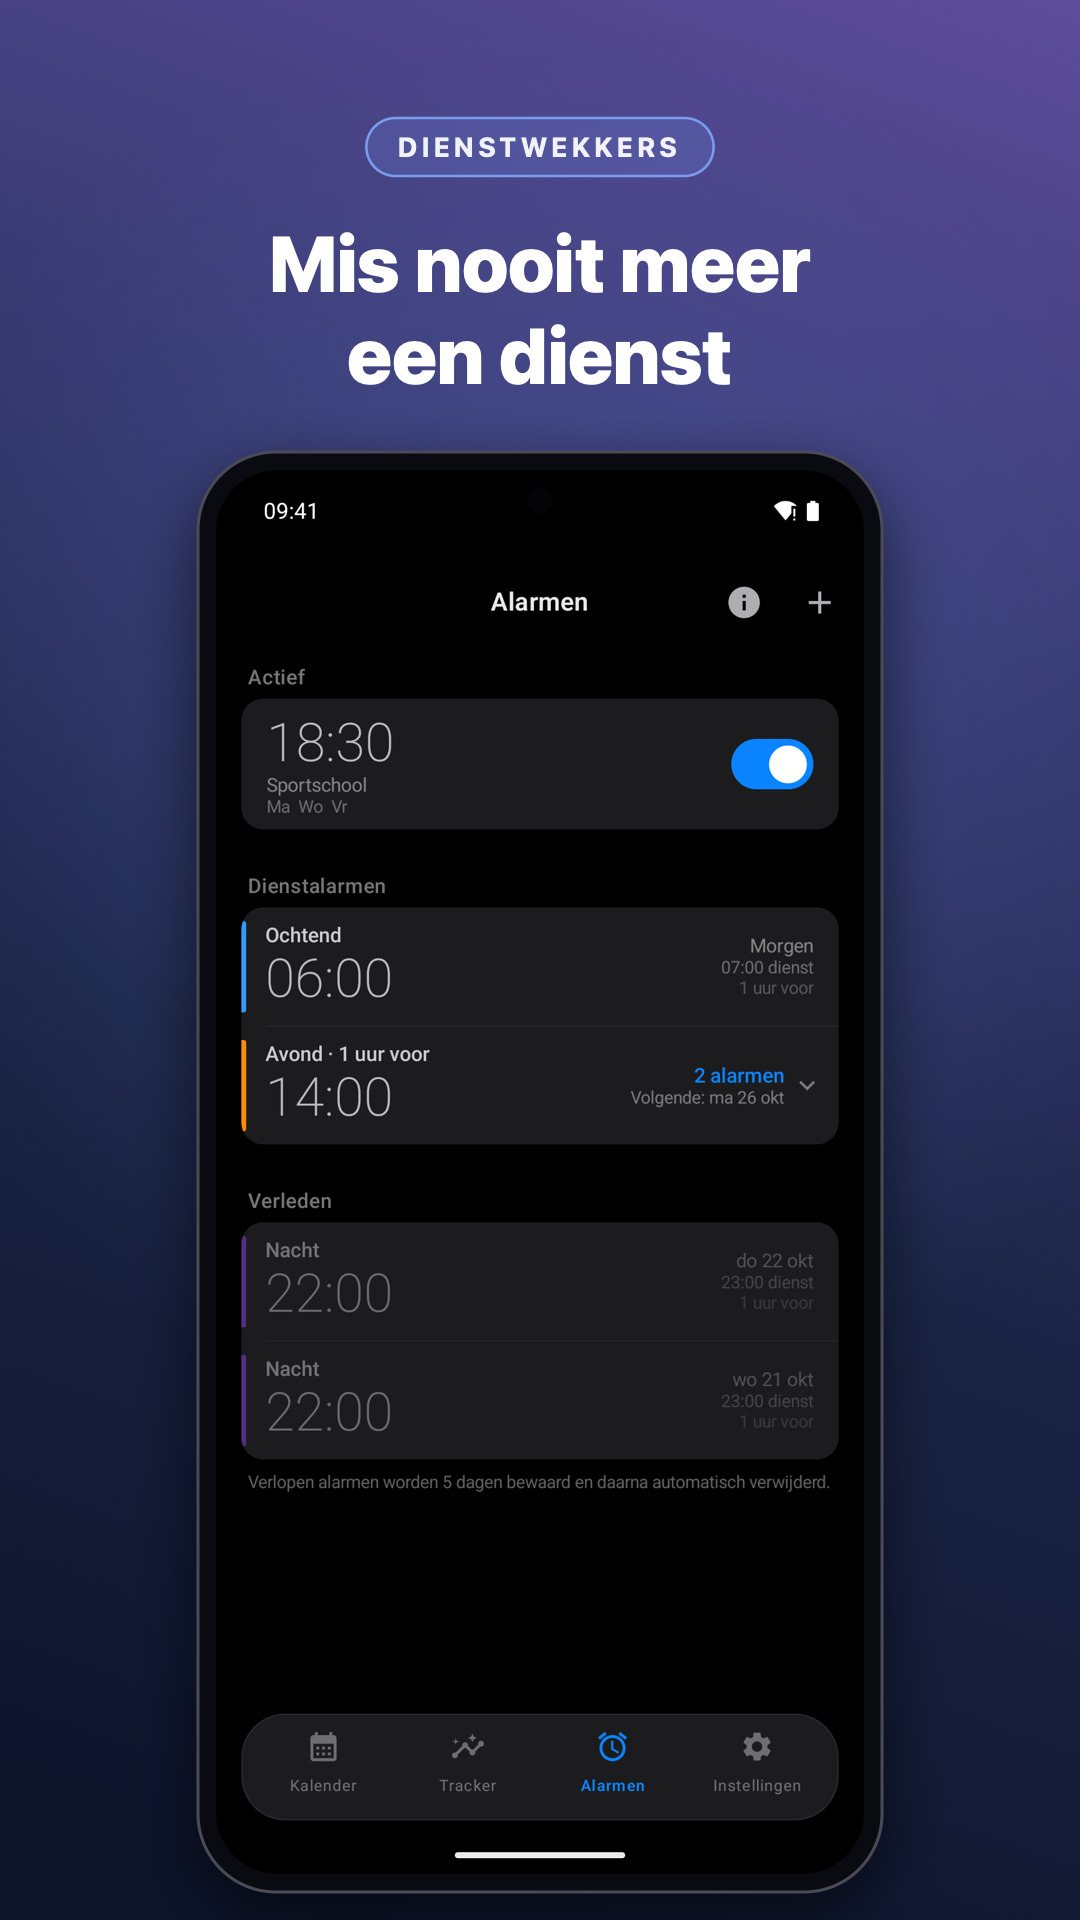 DIENSTWEKKERS
Mis nooit meer
een dienst
09:41
Alarmen
Actief
18:30
Sportschool
Ma Wo Vr
Dienstalarmen
Ochtend
06:00
Morgen
07:00 dienst
1 uur voor
Avond · 1 uur voor
14:00
2 alarmen
Volgende: ma 26 okt
Verleden
Nacht
22:00
do 22 okt
23:00 dienst
1 uur voor
Nacht
22:00
wo 21 okt
23:00 dienst
1 uur voor
Verlopen alarmen worden 5 dagen bewaard en daarna automatisch verwijderd.
Kalender
Tracker
Alarmen
Instellingen